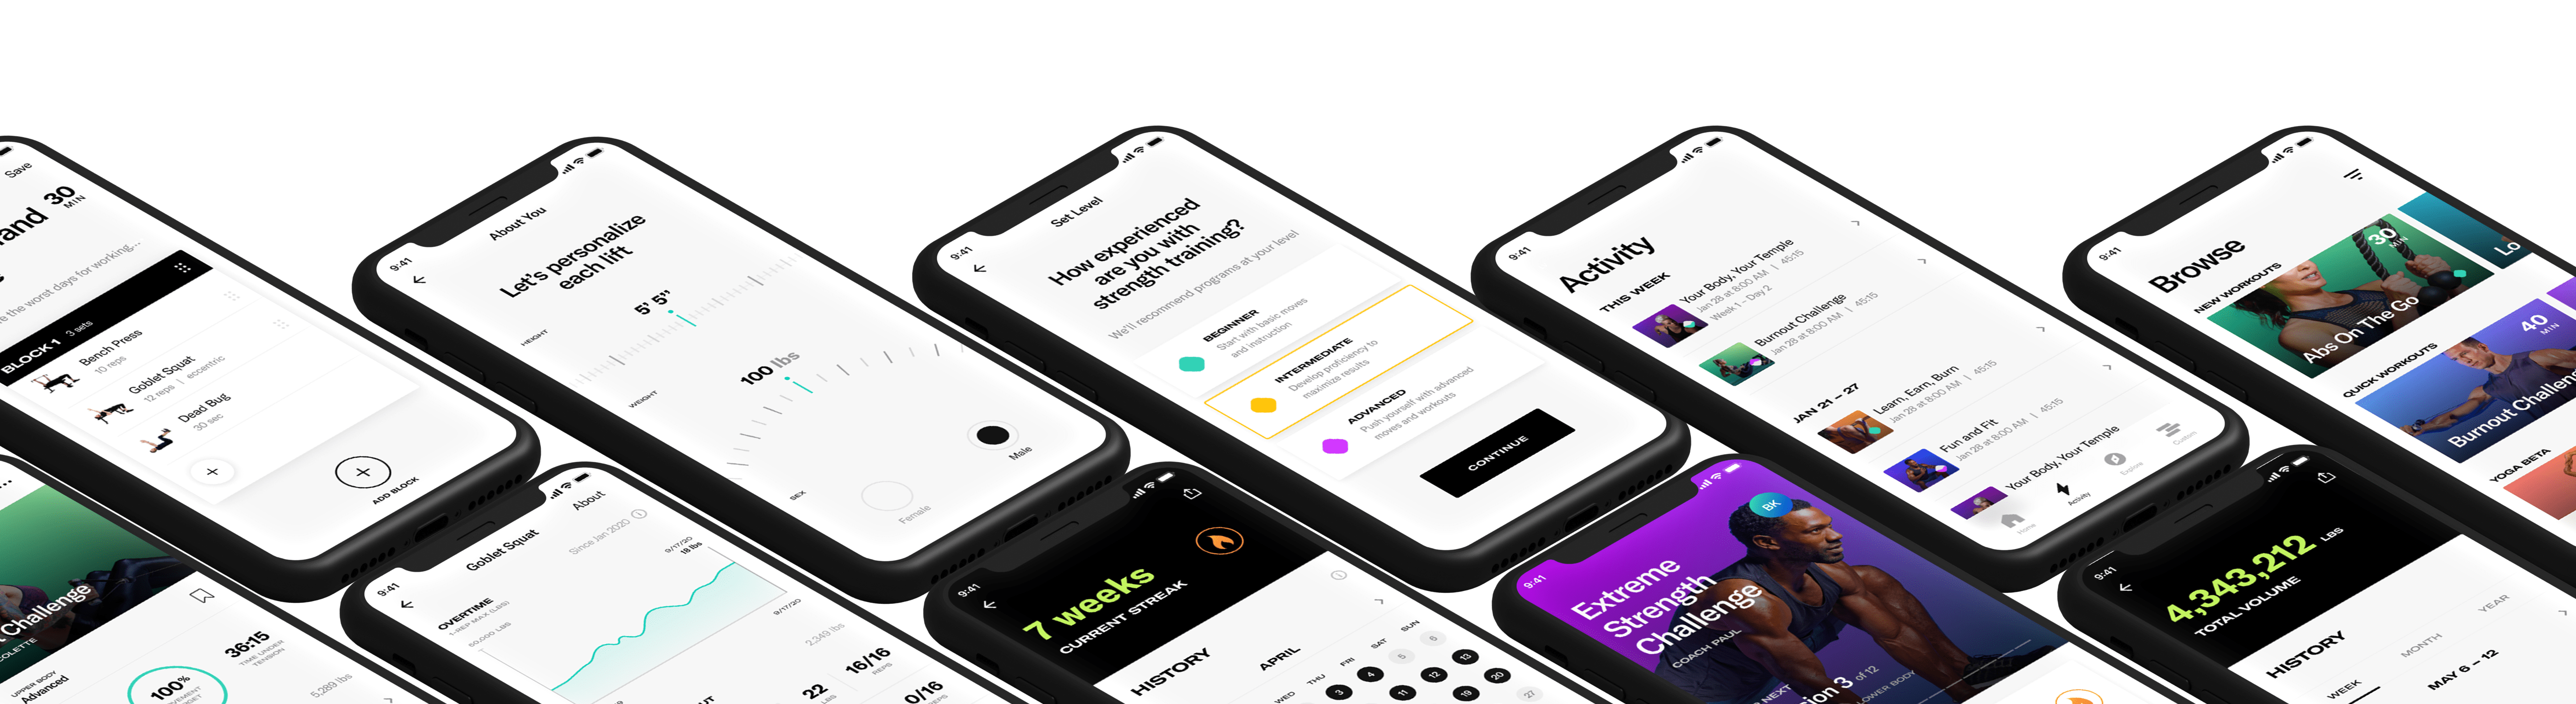 Save
30
MIN
the worst days for working...
BLOCK 1 3 sets
Bench Press
10 reps
Goblet Squat
12 reps | eccentric
Dead Bug
30 sec
ADD BLOCK
9:41
About You
Let's personalize
each lift
HEIGHT
5' 5"
WEIGHT
100 lbs
SEX
Female
Male
9:41
Set Level
How experienced
are you with
strength training?
We'll recommend programs at your level
BEGINNER
Start with basic moves
and instruction
INTERMEDIATE
Develop proficiency to
maximize results
ADVANCED
Push yourself with advanced
moves and workouts
CONTINUE
9:41
Activity
THIS WEEK
Your Body, Your Temple
Jan 28 at 8:00 AM | 45:15
Week 1 – Day 2
Burnout Challenge
Jan 28 at 8:00 AM | 45:15
JAN 21 – 27
Learn, Earn, Burn
Jan 28 at 8:00 AM | 45:15
Fun and Fit
Jan 28 at 8:00 AM | 45:15
Your Body, Your Temple
Home
Activity
Explore
Custom
9:41
Browse
NEW WORKOUTS
30
MIN
Abs On The Go
Lo
QUICK WORKOUTS
40
MIN
Burnout Challen
YOGA BETA
Challenge
COLETTE
UPPER BODY
Advanced
100%
36:15
TIME UNDER
TENSION
5,289 lbs
9:41
Goblet Squat
About
OVERTIME
1-REP MAX (LBS)
50,000 LBS
Since Jan 2020
9/17/20
18 lbs
9/17/20
2,349 lbs
22
LBS
16/16
REPS
0/16
REPS
9:41
7 weeks
CURRENT STREAK
HISTORY
APRIL
WED THU FRI SAT SUN
3 4 5 6
11 12 13
19 20
27
9:41
BK
Extreme
Strength
Challenge
COACH PAUL
NEXT
sion 3 of 12
LOWER BODY
9:41
4,343,212 LBS
TOTAL VOLUME
HISTORY
WEEK
MONTH
YEAR
MAY 6 – 12